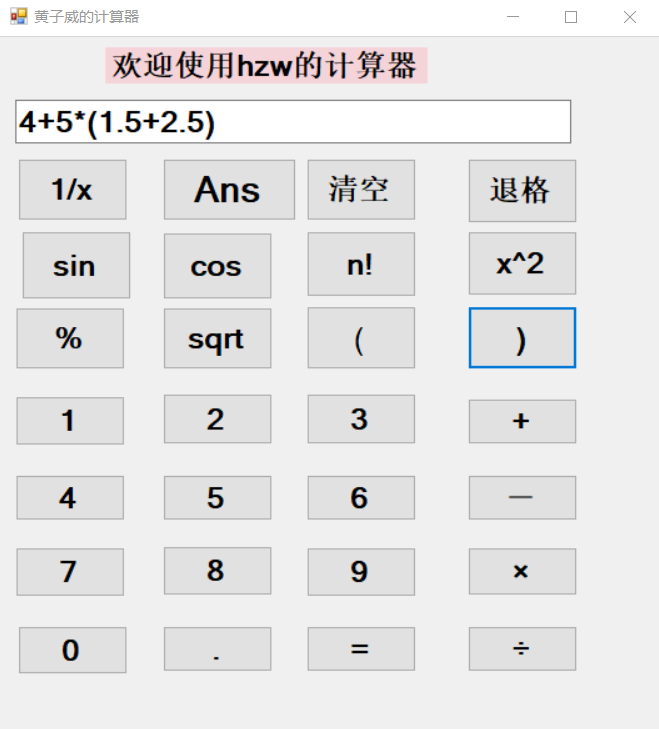 黄子威的计算器
欢迎使用hzw的计算器
4+5*(1.5+2.5)
1/x Ans 清空 退格
sin cos n! x^2
% sqrt ( )
1 2 3 +
4 5 6 —
7 8 9 ×
0 . = ÷